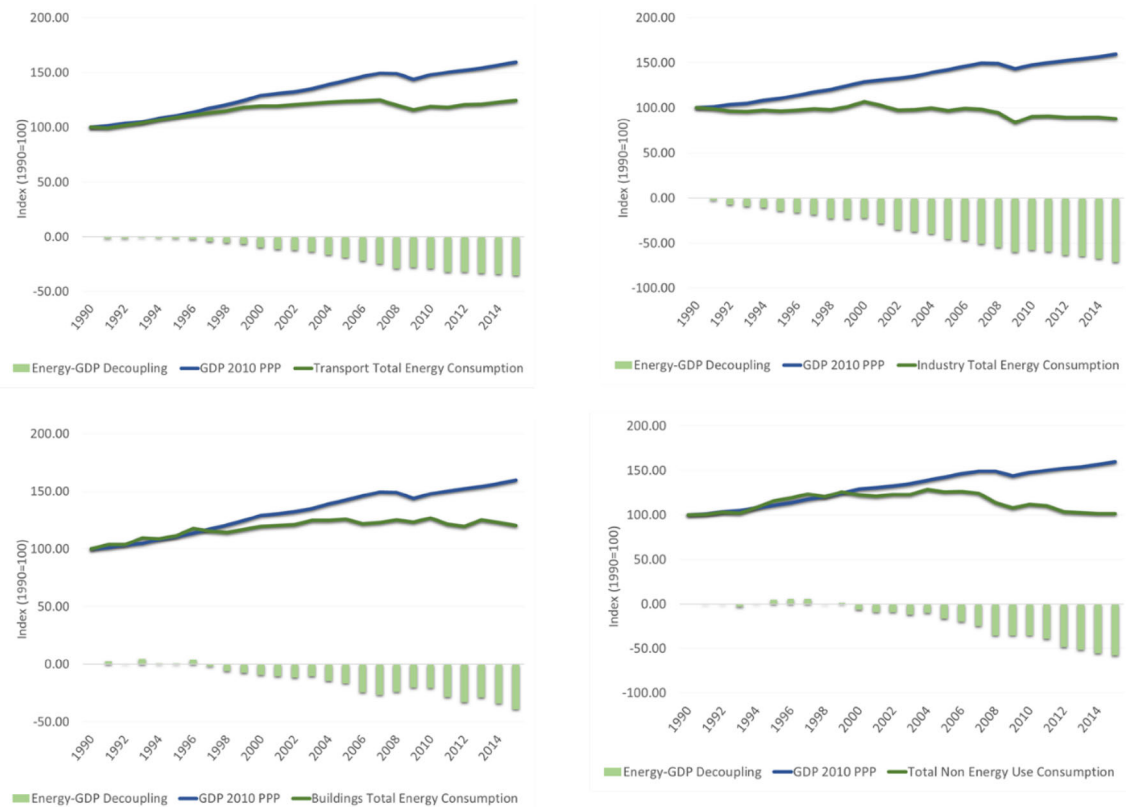 200.00
150.00
100.00
50.00
0.00
-50.00
Index (1990=100)
1990 1992 1994 1996 1998 2000 2002 2004 2006 2008 2010 2012 2014
Energy-GDP Decoupling GDP 2010 PPP Transport Total Energy Consumption
200.00
150.00
100.00
50.00
0.00
-50.00
-100.00
Index (1990=100)
1990 1992 1994 1996 1998 2000 2002 2004 2006 2008 2010 2012 2014
Energy-GDP Decoupling GDP 2010 PPP Industry Total Energy Consumption
200.00
150.00
100.00
50.00
0.00
-50.00
Index (1990=100)
1990 1992 1994 1996 1998 2000 2002 2004 2006 2008 2010 2012 2014
Energy-GDP Decoupling GDP 2010 PPP Buildings Total Energy Consumption
200.00
150.00
100.00
50.00
0.00
-50.00
-100.00
Index (1990=100)
1990 1992 1994 1996 1998 2000 2002 2004 2006 2008 2010 2012 2014
Energy-GDP Decoupling GDP 2010 PPP Total Non Energy Use Consumption